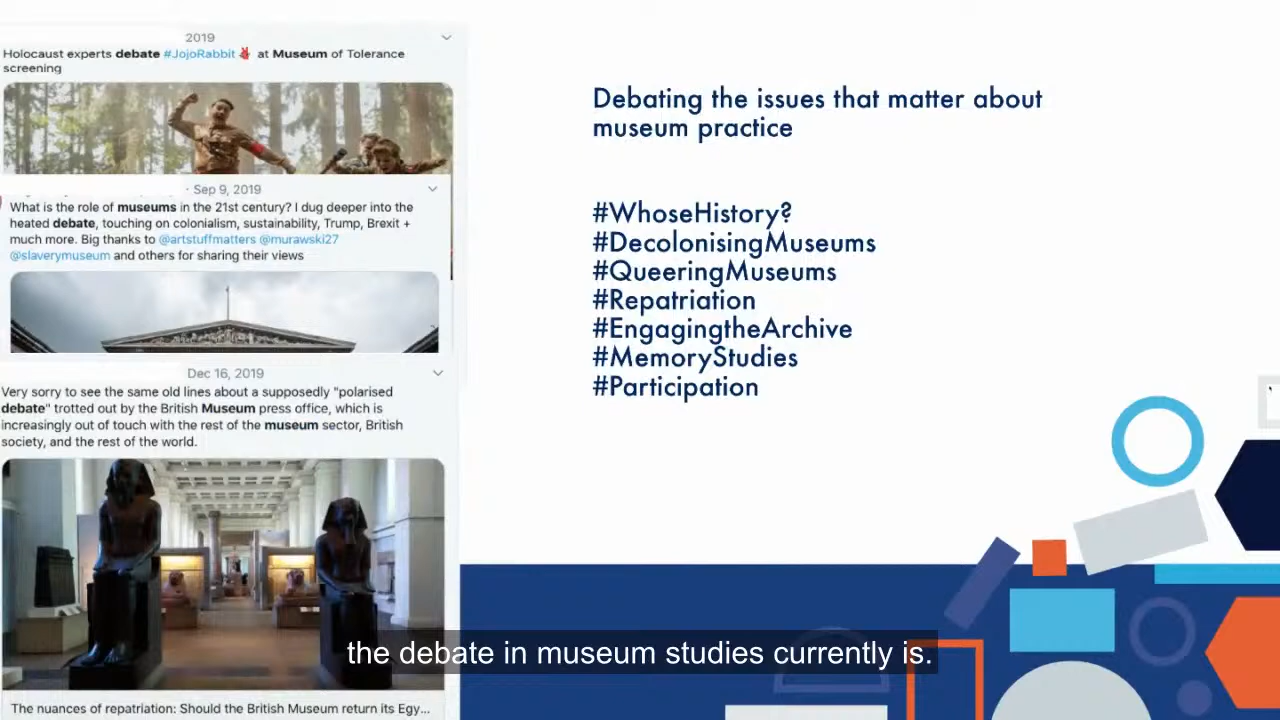 2019
Holocaust experts debate #JojoRabbit at Museum of Tolerance
screening
· Sep 9, 2019
What is the role of museums in the 21st century? I dug deeper into the
heated debate, touching on colonialism, sustainability, Trump, Brexit +
much more. Big thanks to @artstuffmatters @murawski27
@slaverymuseum and others for sharing their views
Dec 16, 2019
Very sorry to see the same old lines about a supposedly "polarised
debate" trotted out by the British Museum press office, which is
increasingly out of touch with the rest of the museum sector, British
society, and the rest of the world.
The nuances of repatriation: Should the British Museum return its Egy...
Debating the issues that matter about
museum practice
#WhoseHistory?
#DecolonisingMuseums
#QueeringMuseums
#Repatriation
#EngagingtheArchive
#MemoryStudies
#Participation
the debate in museum studies currently is.